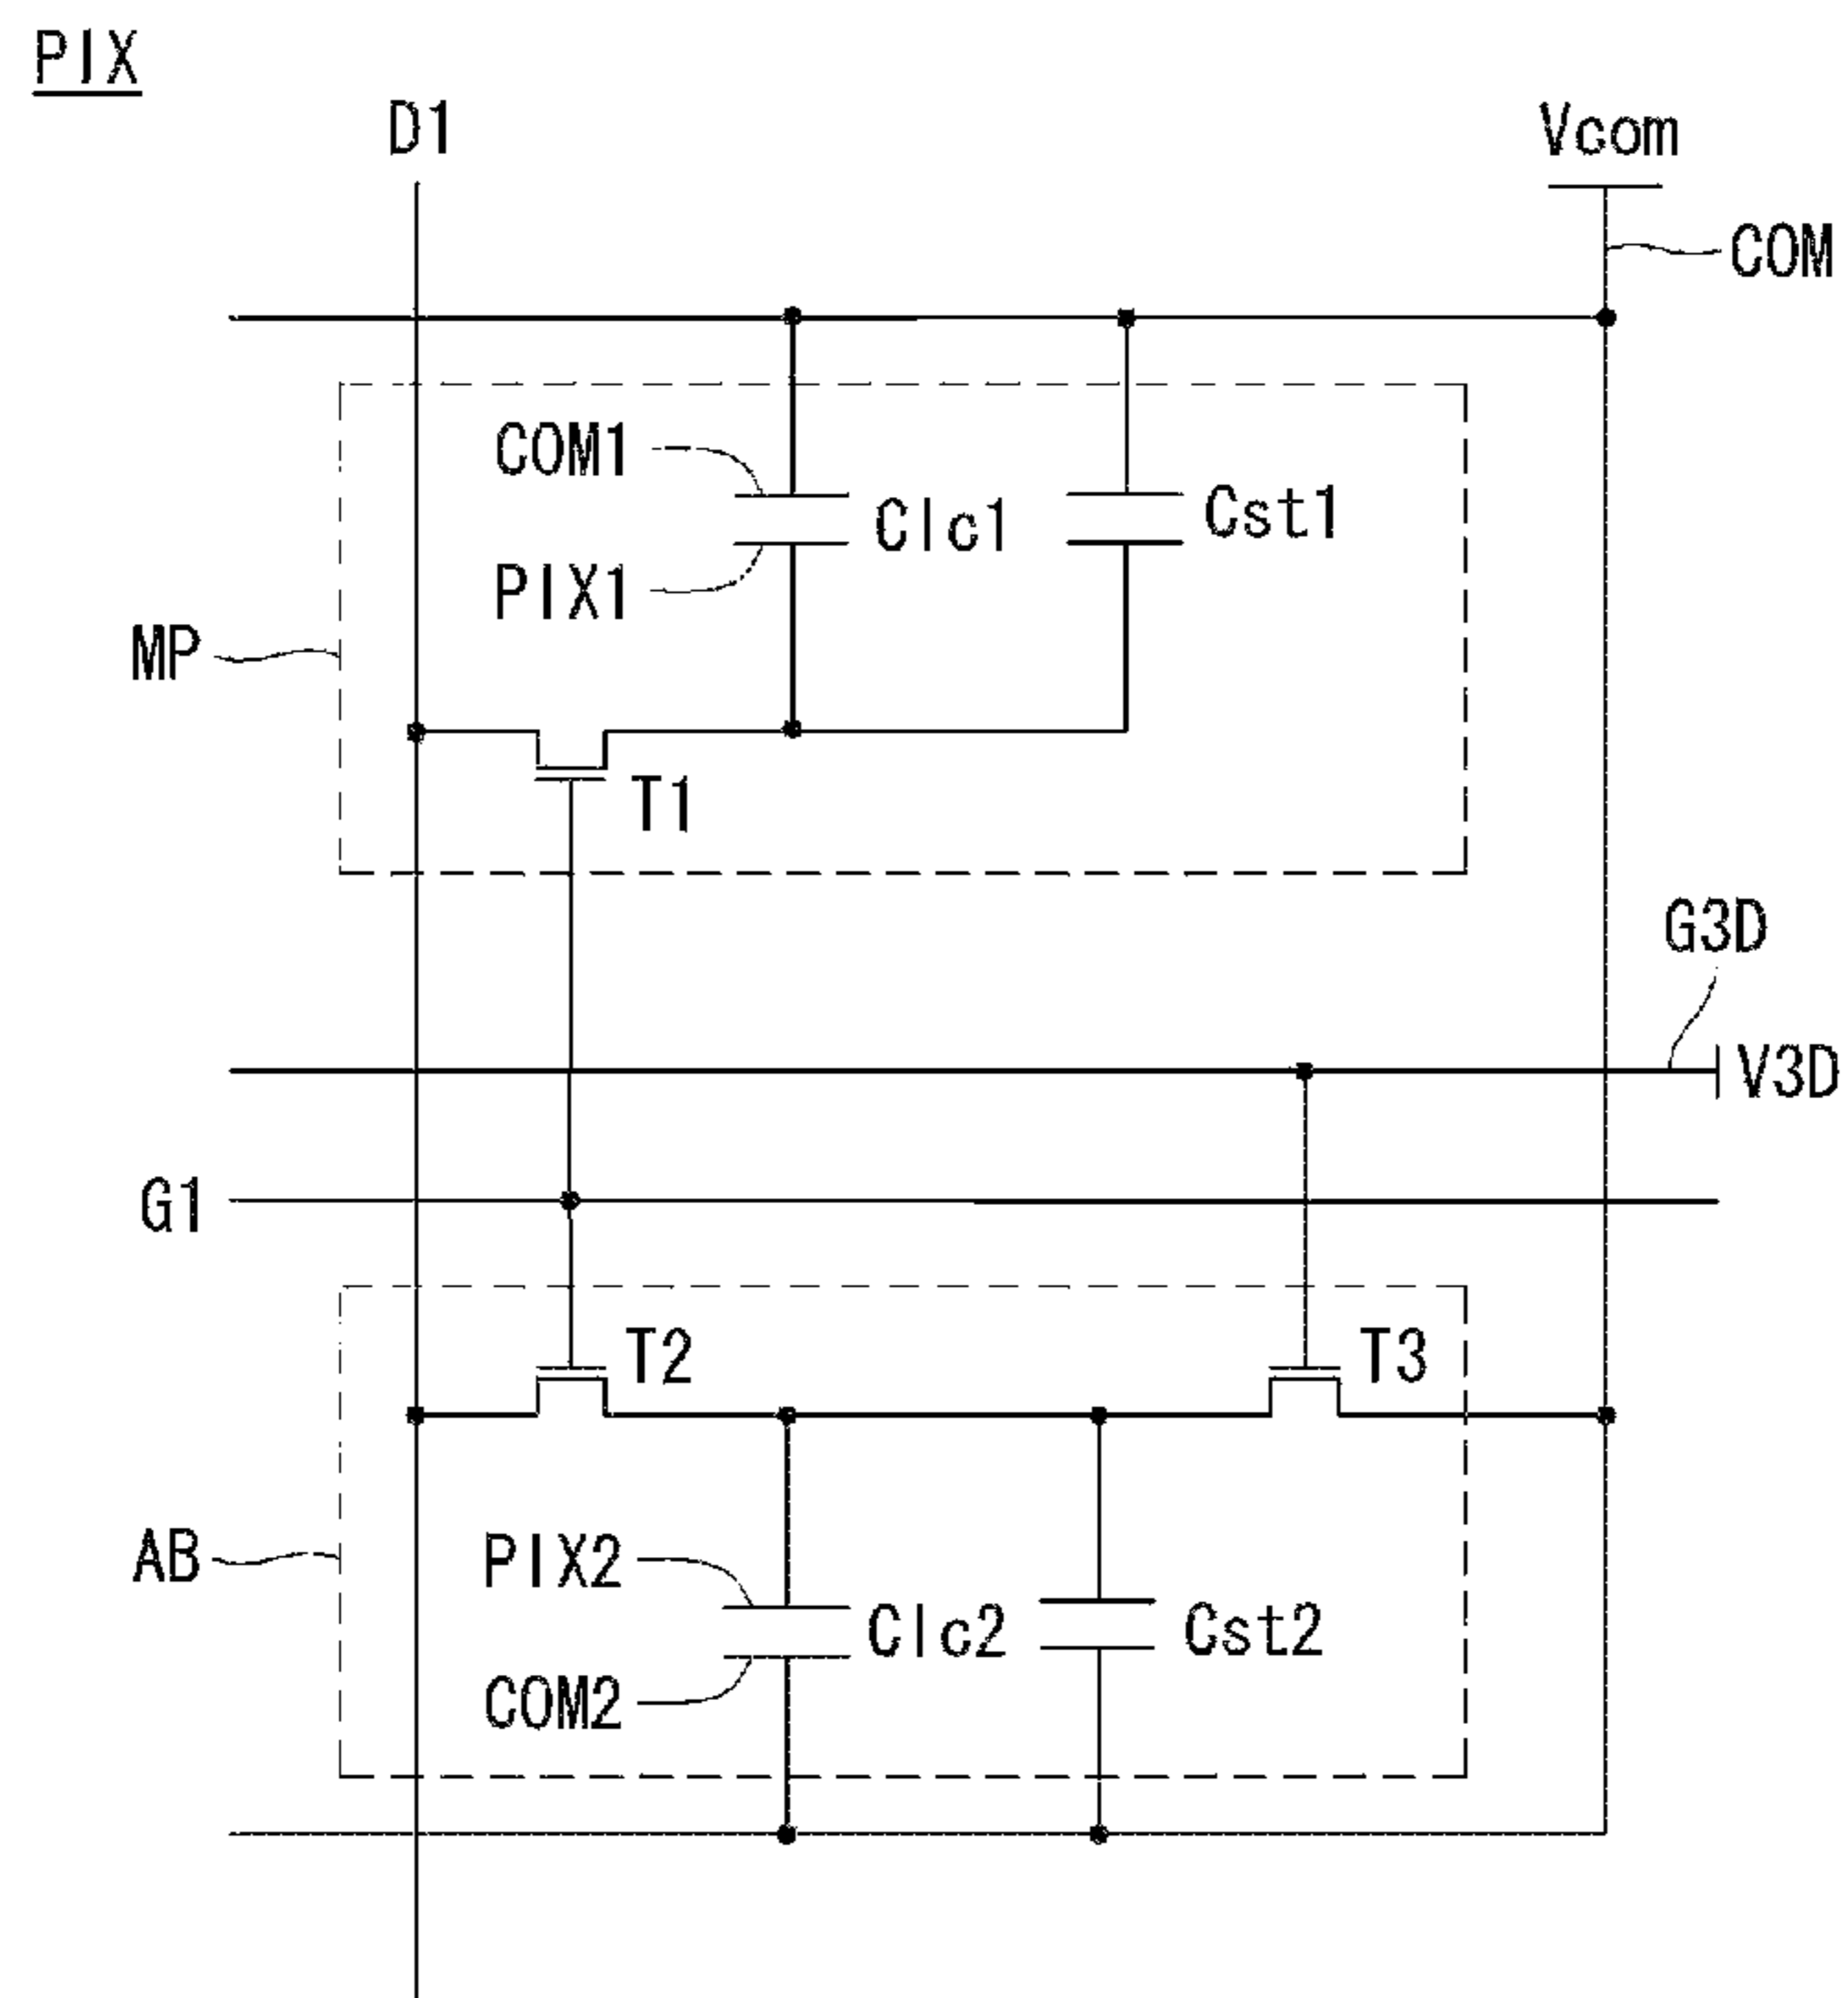 PIX
D1
Vcom
COM
COM1
Clc1
Cst1
PIX1
MP
T1
G3D
V3D
G1
T2
T3
AB
PIX2
Clc2
Cst2
COM2